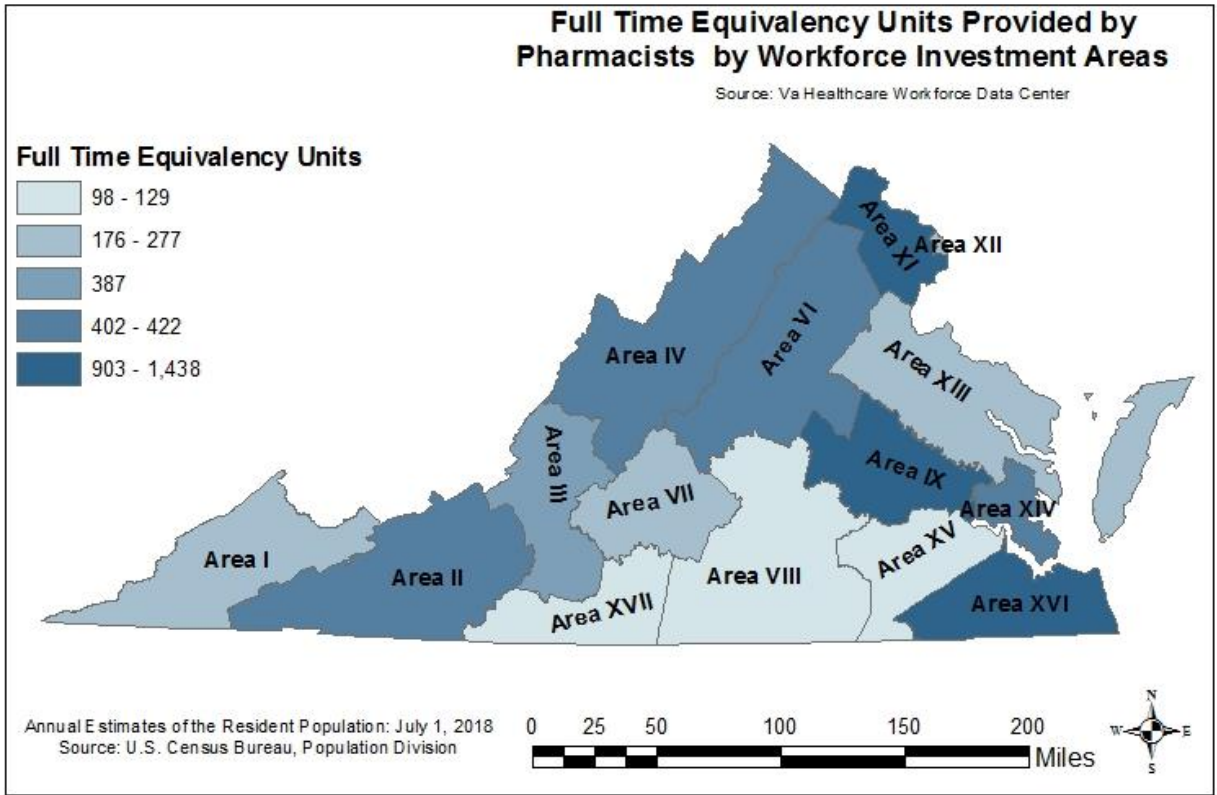 Full Time Equivalency Units Provided by
Pharmacists by Workforce Investment Areas
Source: Va Healthcare Workforce Data Center
Full Time Equivalency Units
98 - 129
176 - 277
387
402 - 422
903 - 1,438
Area XI
Area XII
Area VI
Area IV
Area XIII
Area III
Area IX
Area VII
Area XIV
Area XV
Area I
Area II
Area VIII
Area XVII
Area XVI
Annual Estimates of the Resident Population: July 1, 2018
Source: U.S. Census Bureau, Population Division
0 25 50 100 150 200
Miles
N
W E
S